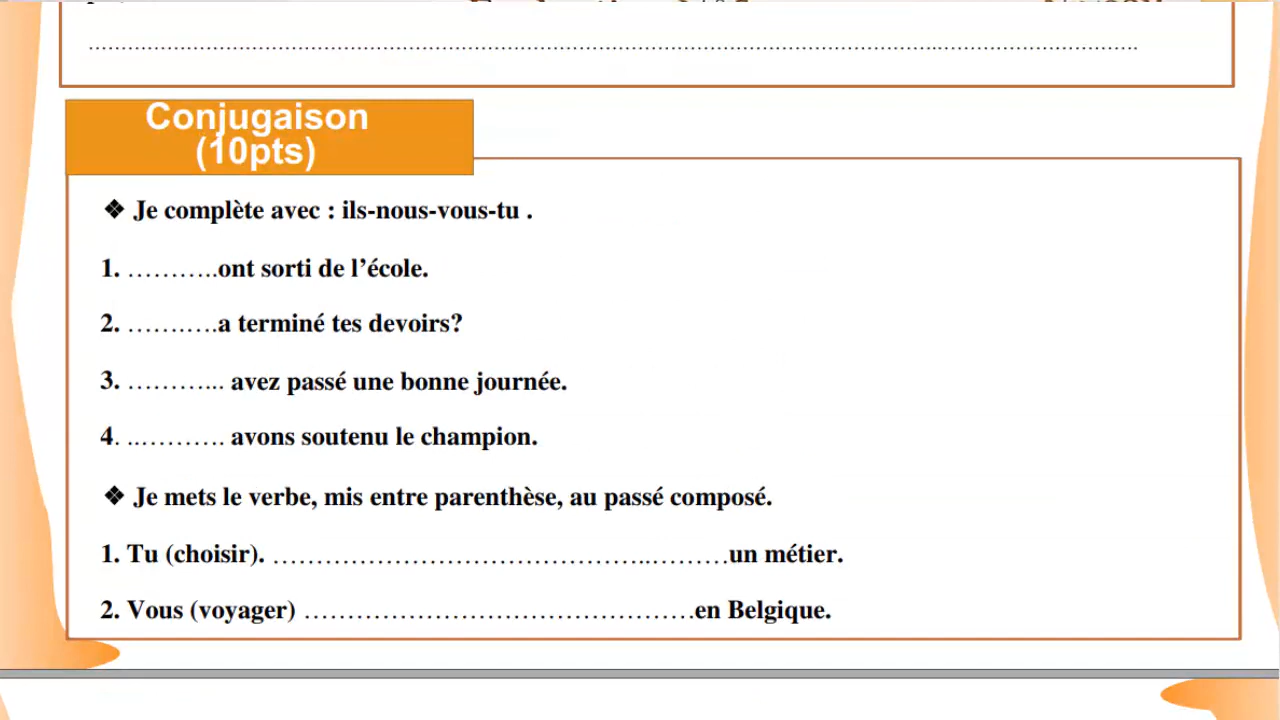 ……………………………………………………………………………………………………………………………………..…………………………
Conjugaison
(10pts)
❖ Je complète avec : ils-nous-vous-tu .
1. ………..ont sorti de l’école.
2. …….….a terminé tes devoirs?
3. ………... avez passé une bonne journée.
4. ..………. avons soutenu le champion.
❖ Je mets le verbe, mis entre parenthèse, au passé composé.
1. Tu (choisir). ……………………………………..………un métier.
2. Vous (voyager) ………………………………………en Belgique.